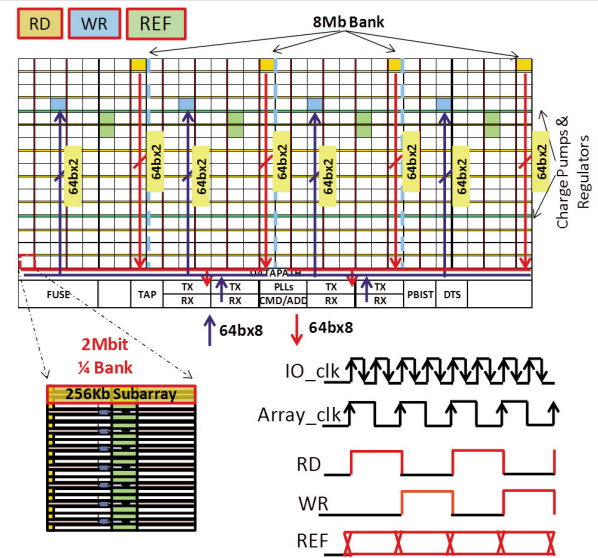 RD WR REF
8Mb Bank
64bx2 64bx2 64bx2 64bx2 64bx2 64bx2 64bx2 64bx2
Charge Pumps &
Regulators
DATAPATH
FUSE TAP TX TX PLLs TX TX PBIST DTS
RX RX CMD/ADD RX RX
64bx8 64bx8
2Mbit
¼ Bank
256Kb Subarray
IO_clk
Array_clk
RD
WR
REF